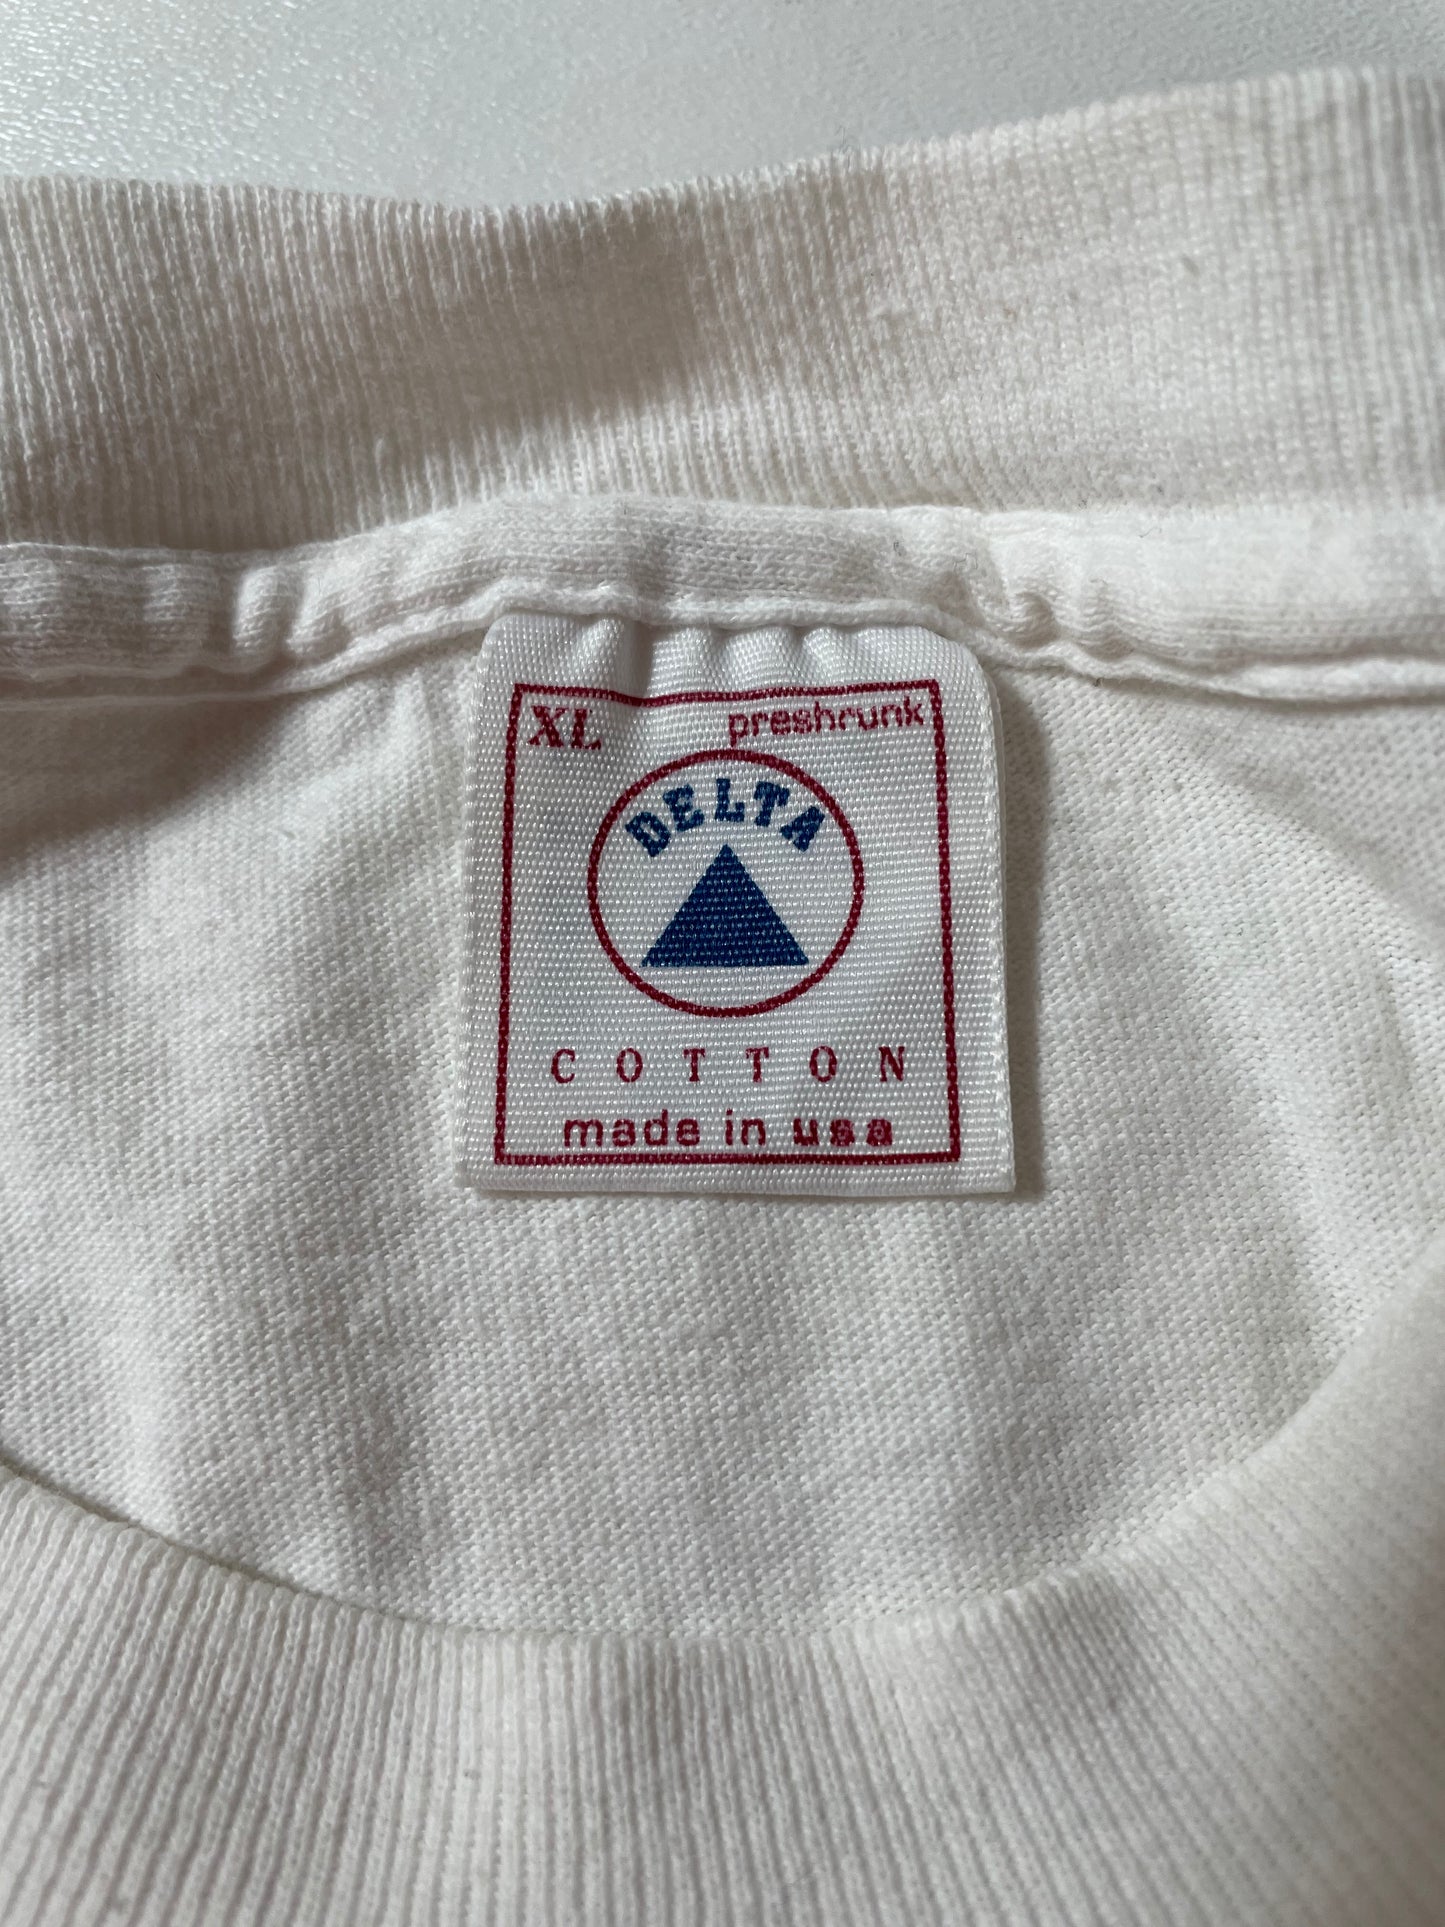 XL preshrunk
DELTA
COTTON
made in usa